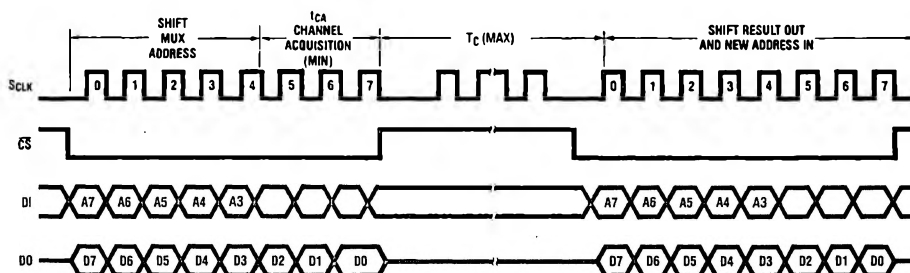 SHIFT MUX ADDRESS
tCA CHANNEL ACQUISITION (MIN)
TC (MAX)
SHIFT RESULT OUT AND NEW ADDRESS IN
SCLK 0 1 2 3 4 5 6 7 0 1 2 3 4 5 6 7
CS
DI A7 A6 A5 A4 A3 A7 A6 A5 A4 A3
DO D7 D6 D5 D4 D3 D2 D1 D0 D7 D6 D5 D4 D3 D2 D1 D0